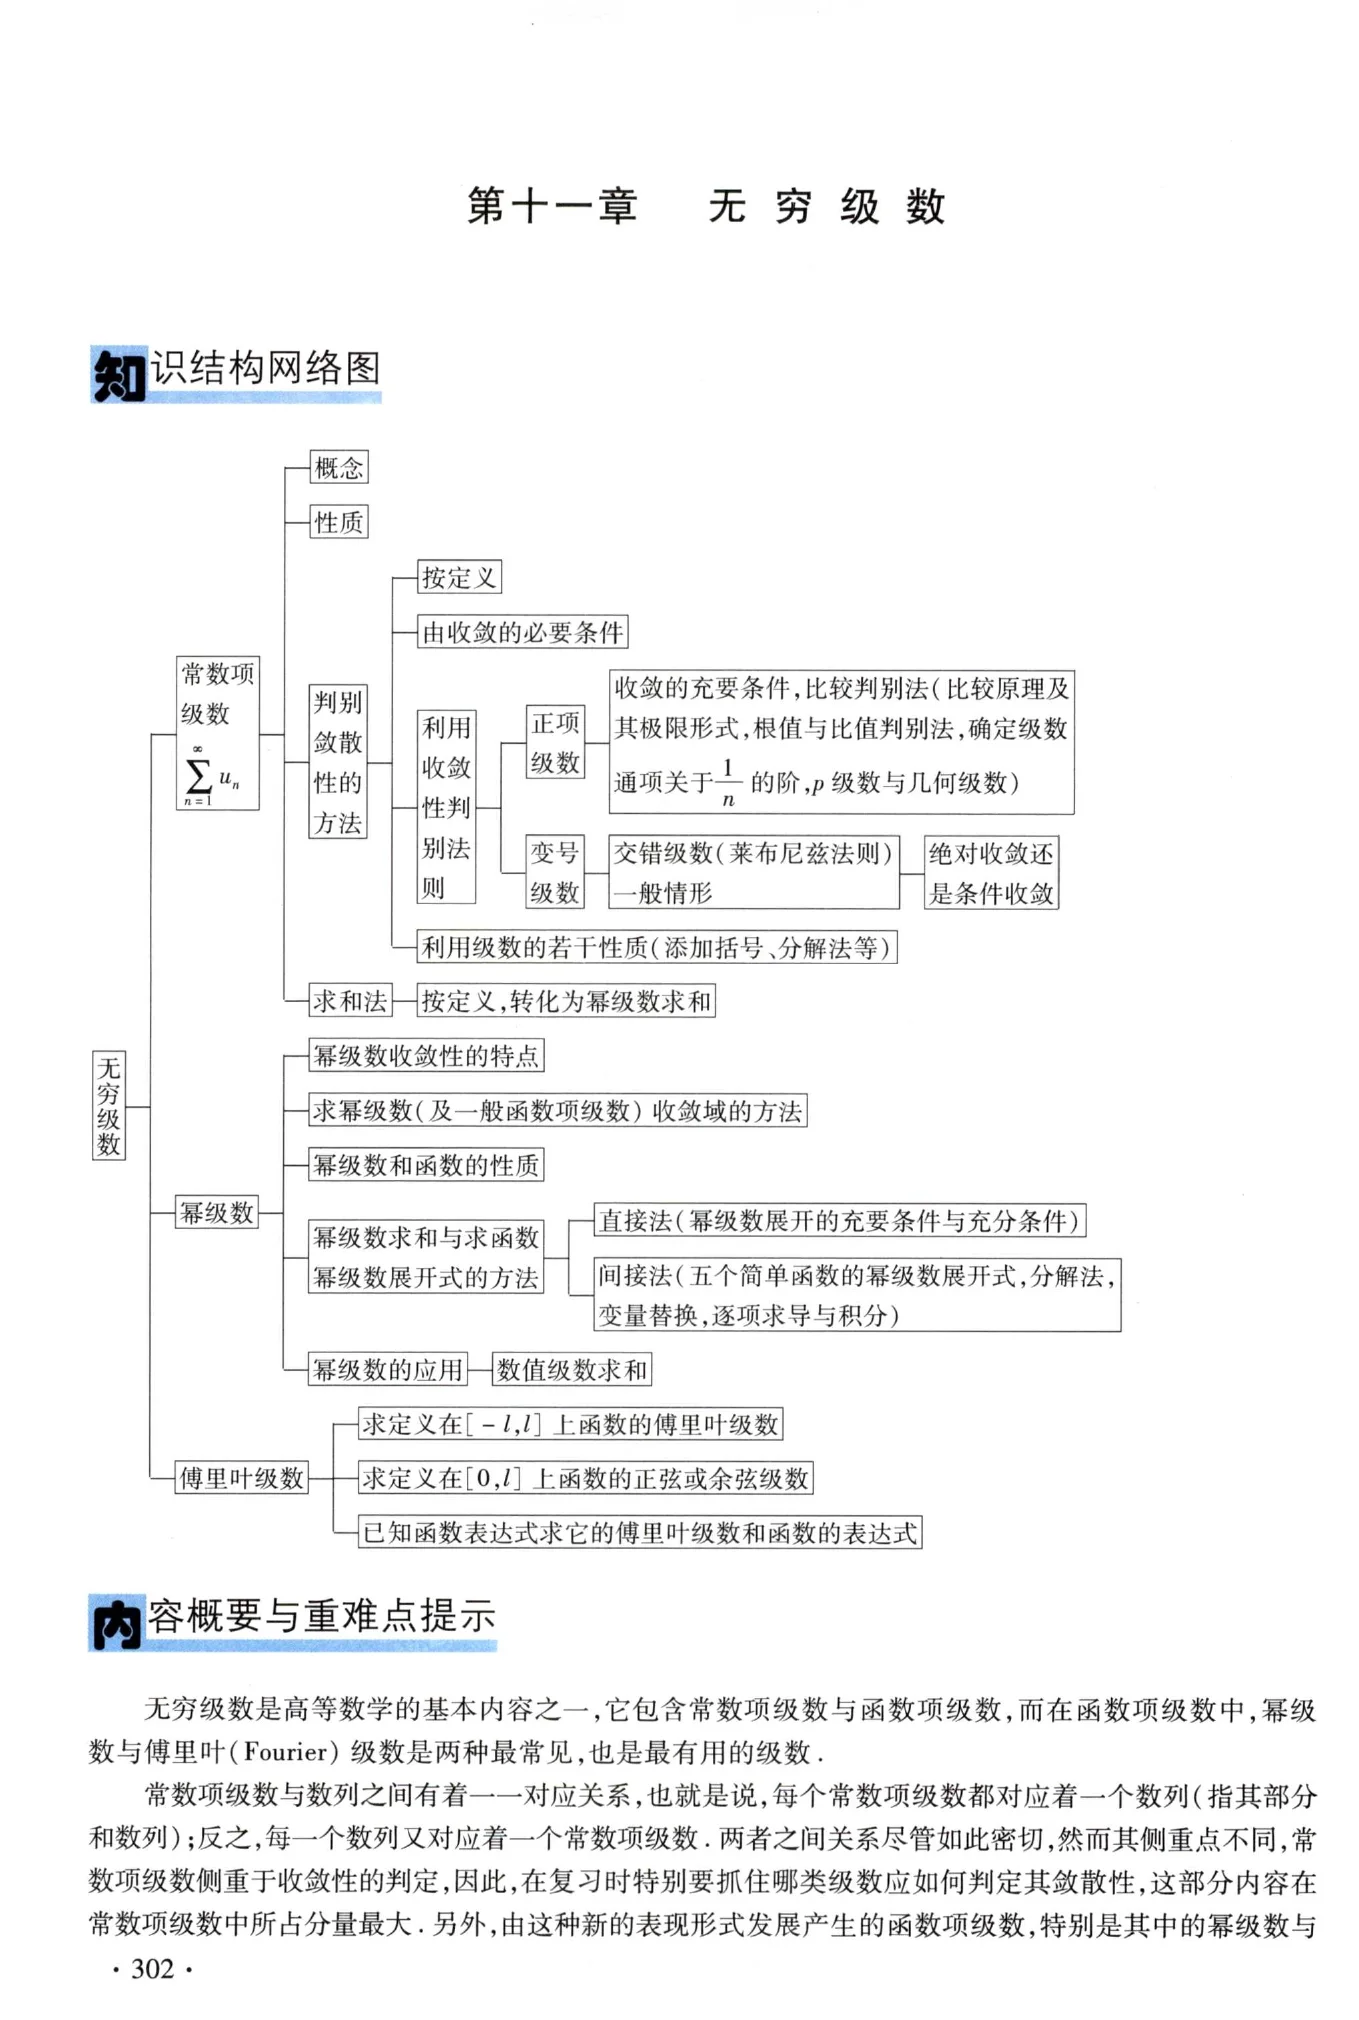 第十一章 无穷级数
知识结构网络图
概念
性质
按定义
由收敛的必要条件
常数项
级数
∞
∑ uₙ
n=1
判别
敛散
性的
方法
利用
收敛
性判
别法
则
正项
级数
收敛的充要条件,比较判别法(比较原理及
其极限形式,根值与比值判别法,确定级数
通项关于 1/n 的阶,p 级数与几何级数)
变号
级数
交错级数(莱布尼兹法则)
一般情形
绝对收敛还
是条件收敛
利用级数的若干性质(添加括号、分解法等)
求和法
按定义,转化为幂级数求和
无穷级数
幂级数
幂级数收敛性的特点
求幂级数(及一般函数项级数)收敛域的方法
幂级数和函数的性质
幂级数求和与求函数
幂级数展开式的方法
直接法(幂级数展开的充要条件与充分条件)
间接法(五个简单函数的幂级数展开式,分解法,
变量替换,逐项求导与积分)
幂级数的应用
数值级数求和
傅里叶级数
求定义在[-l,l]上函数的傅里叶级数
求定义在[0,l]上函数的正弦或余弦级数
已知函数表达式求它的傅里叶级数和函数的表达式
内容概要与重难点提示
无穷级数是高等数学的基本内容之一,它包含常数项级数与函数项级数,而在函数项级数中,幂级
数与傅里叶(Fourier)级数是两种最常见,也是最有用的级数.
常数项级数与数列之间有着一一对应关系,也就是说,每个常数项级数都对应着一个数列(指其部分
和数列);反之,每一个数列又对应着一个常数项级数.两者之间关系尽管如此密切,然而其侧重点不同,常
数项级数侧重于收敛性的判定,因此,在复习时特别要抓住哪类级数应如何判定其敛散性,这部分内容在
常数项级数中所占分量最大.另外,由这种新的表现形式发展产生的函数项级数,特别是其中的幂级数与
· 302 ·